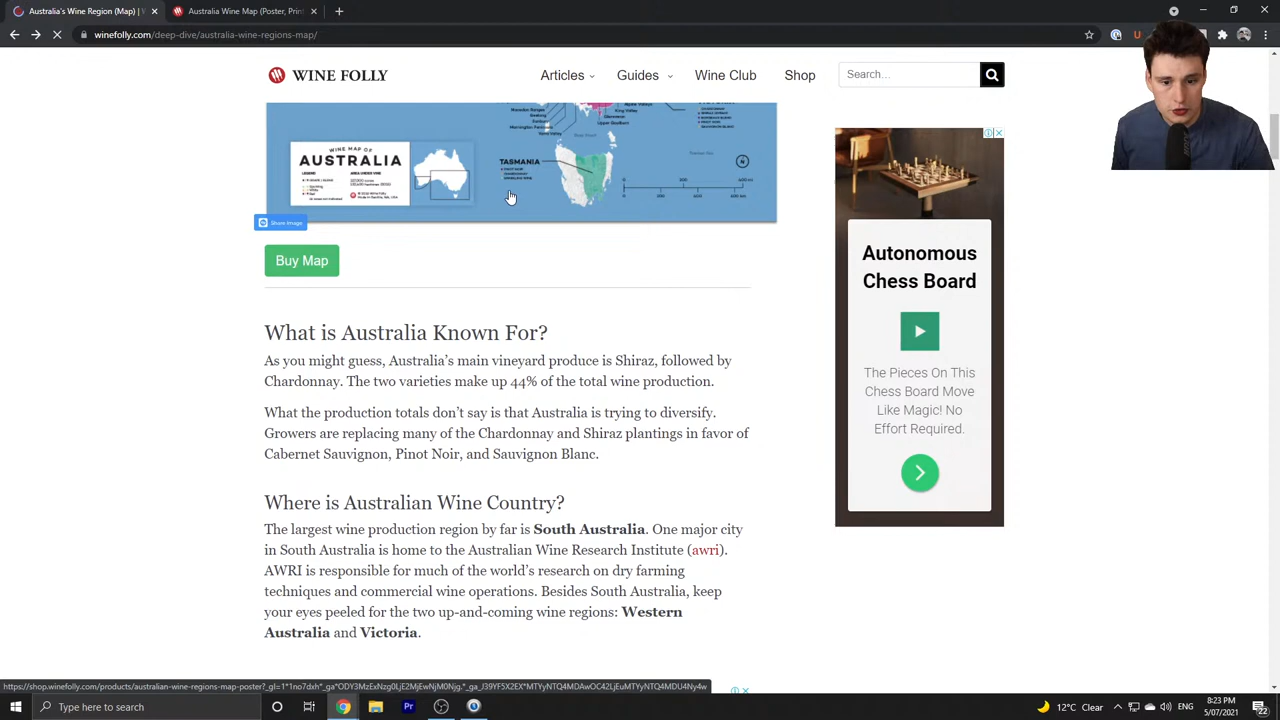 Australia's Wine Regions (Map) | W
Wine Map Poster, Print
winefolly.com/deep-dive/australia-wine-regions-map/
WINE FOLLY
Articles
Guides
Wine Club
Shop
Search...
WINE MAP OF
AUSTRALIA
TASMANIA
Share Image
Buy Map
What is Australia Known For?
As you might guess, Australia's main vineyard produce is Shiraz, followed by
Chardonnay. The two varieties make up 44% of the total wine production.
What the production totals don't say is that Australia is trying to diversify.
Growers are replacing many of the Chardonnay and Shiraz plantings in favor of
Cabernet Sauvignon, Pinot Noir, and Sauvignon Blanc.
Where is Australian Wine Country?
The largest wine production region by far is South Australia. One major city
in South Australia is home to the Australian Wine Research Institute (awri).
AWRI is responsible for much of the world's research on dry farming
techniques and commercial wine operations. Besides South Australia, keep
your eyes peeled for the two up-and-coming wine regions: Western
Australia and Victoria.
Autonomous
Chess Board
The Pieces On This
Chess Board Move
Like Magic! No
Effort Required.
Type here to search
12°C Clear
ENG
8:23 PM
5/07/2021